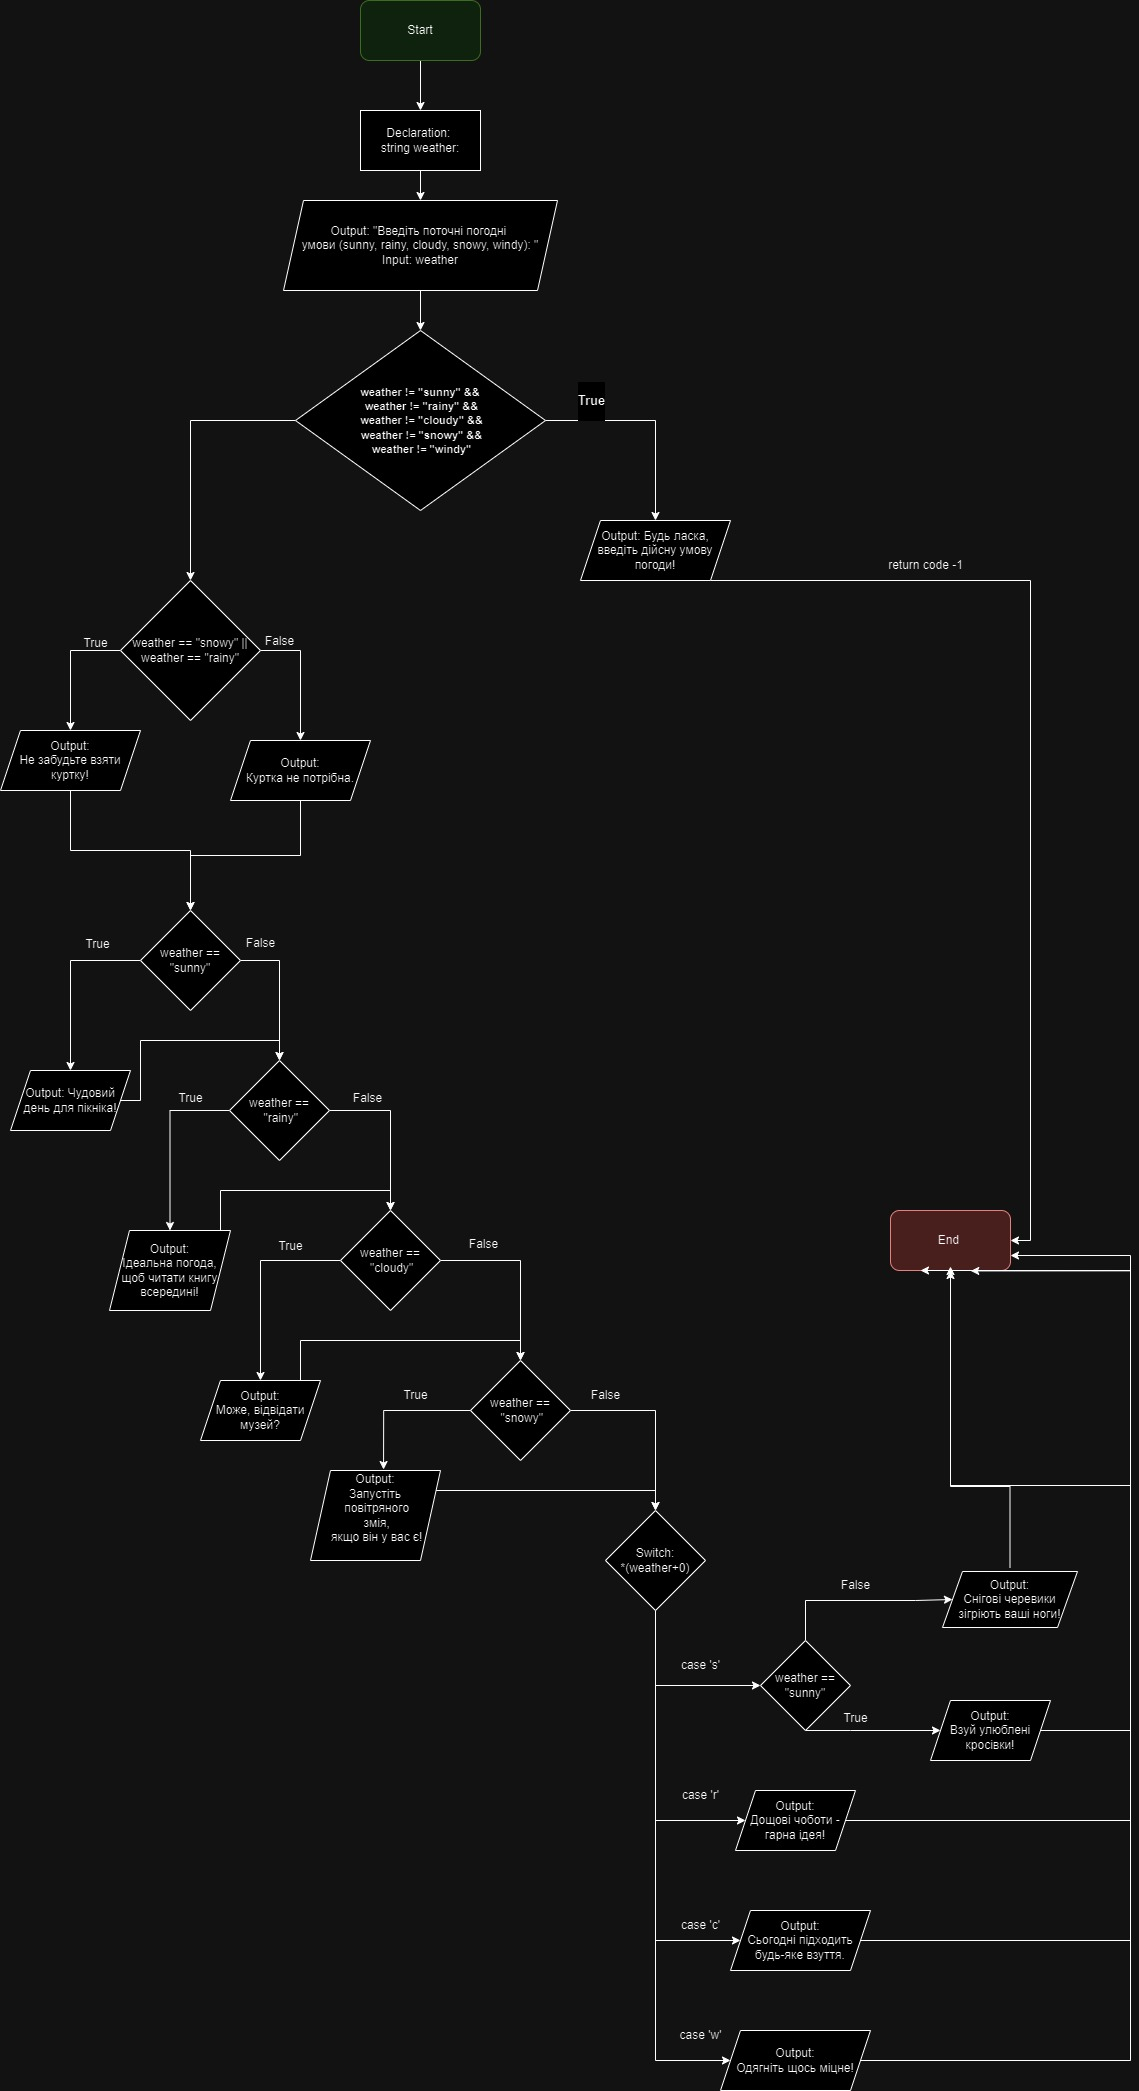 Start
Declaration:
string weather:
Output: "Введіть поточні погодні
умови (sunny, rainy, cloudy, snowy, windy): "
Input: weather
weather != "sunny" &&
weather != "rainy" &&
weather != "cloudy" &&
weather != "snowy" &&
weather != "windy"
True
Output: Будь ласка,
введіть дійсну умову
погоди!
return code -1
weather == "snowy" ||
weather == "rainy"
True
False
Output:
Не забудьте взяти
куртку!
Output:
Куртка не потрібна.
weather ==
"sunny"
True
False
Output: Чудовий
день для пікніка!
weather ==
"rainy"
True
False
Output:
Ідеальна погода,
щоб читати книгу
всередині!
weather ==
"cloudy"
True
False
End
Output:
Може, відвідати
музей?
weather ==
"snowy"
True
False
Output:
Запустіть
повітряного
змія,
якщо він у вас є!
Switch:
*(weather+0)
case 's'
weather ==
"sunny"
False
Output:
Снігові черевики
зігріють ваші ноги!
True
Output:
Взуй улюблені
кросівки!
case 'r'
Output:
Дощові чоботи -
гарна ідея!
case 'c'
Output:
Сьогодні підходить
будь-яке взуття.
case 'w'
Output:
Одягніть щось міцне!